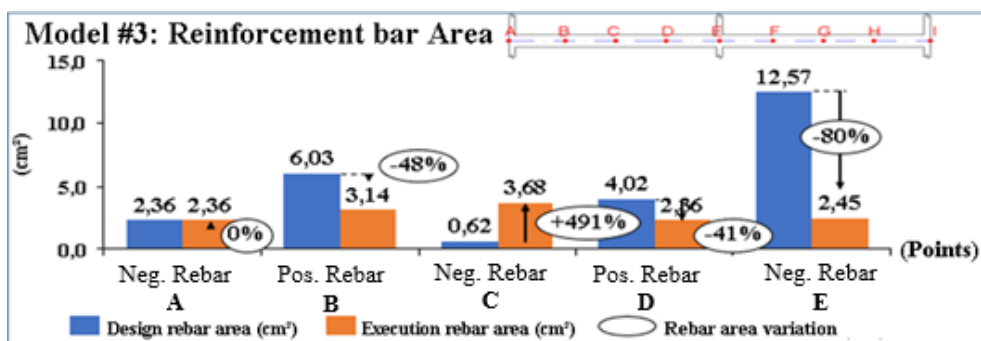 Model #3: Reinforcement bar Area
A B C D E F G H I
15,0
10,0
5,0
0,0
(cm²)
2,36 2,36 0%
6,03 3,14 -48%
0,62 3,68 +491%
4,02 2,36 -41%
12,57 2,45 -80%
(Points)
Neg. Rebar Pos. Rebar Neg. Rebar Pos. Rebar Neg. Rebar
A B C D E
Design rebar area (cm²) Execution rebar area (cm²) Rebar area variation